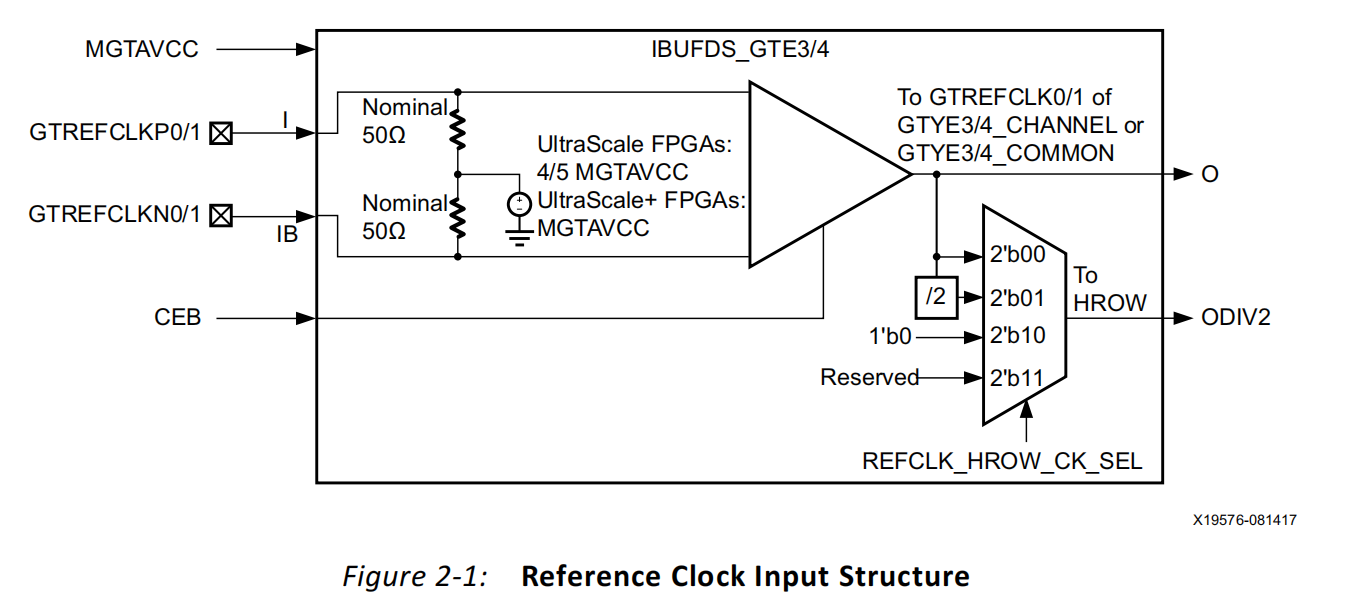 MGTAVCC
IBUFDS_GTE3/4
GTREFCLKP0/1
I
Nominal
50Ω
UltraScale FPGAs:
4/5 MGTAVCC
UltraScale+ FPGAs:
MGTAVCC
To GTREFCLK0/1 of
GTYE3/4_CHANNEL or
GTYE3/4_COMMON
O
GTREFCLKN0/1
IB
Nominal
50Ω
+
-
2'b00
/2
2'b01
1'b0
2'b10
Reserved
2'b11
To
HROW
ODIV2
CEB
REFCLK_HROW_CK_SEL
X19576-081417
Figure 2-1: Reference Clock Input Structure